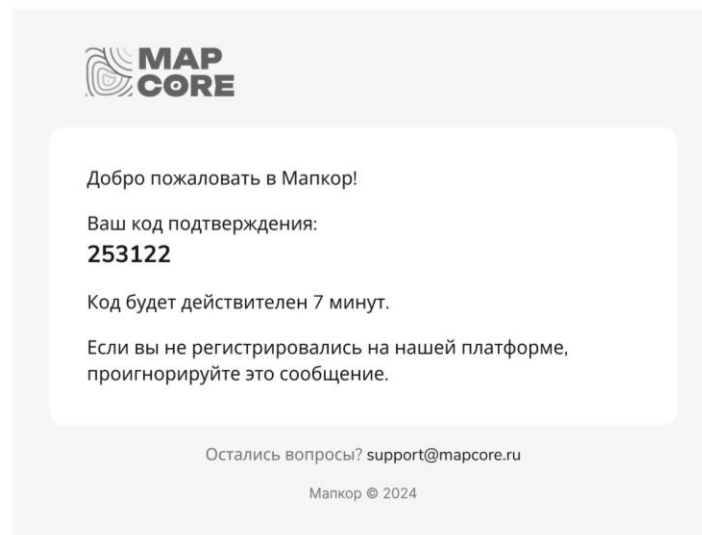 MAP
CORE
Добро пожаловать в Мапкор!
Ваш код подтверждения:
253122
Код будет действителен 7 минут.
Если вы не регистрировались на нашей платформе,
проигнорируйте это сообщение.
Остались вопросы? support@mapcore.ru
Мапкор © 2024